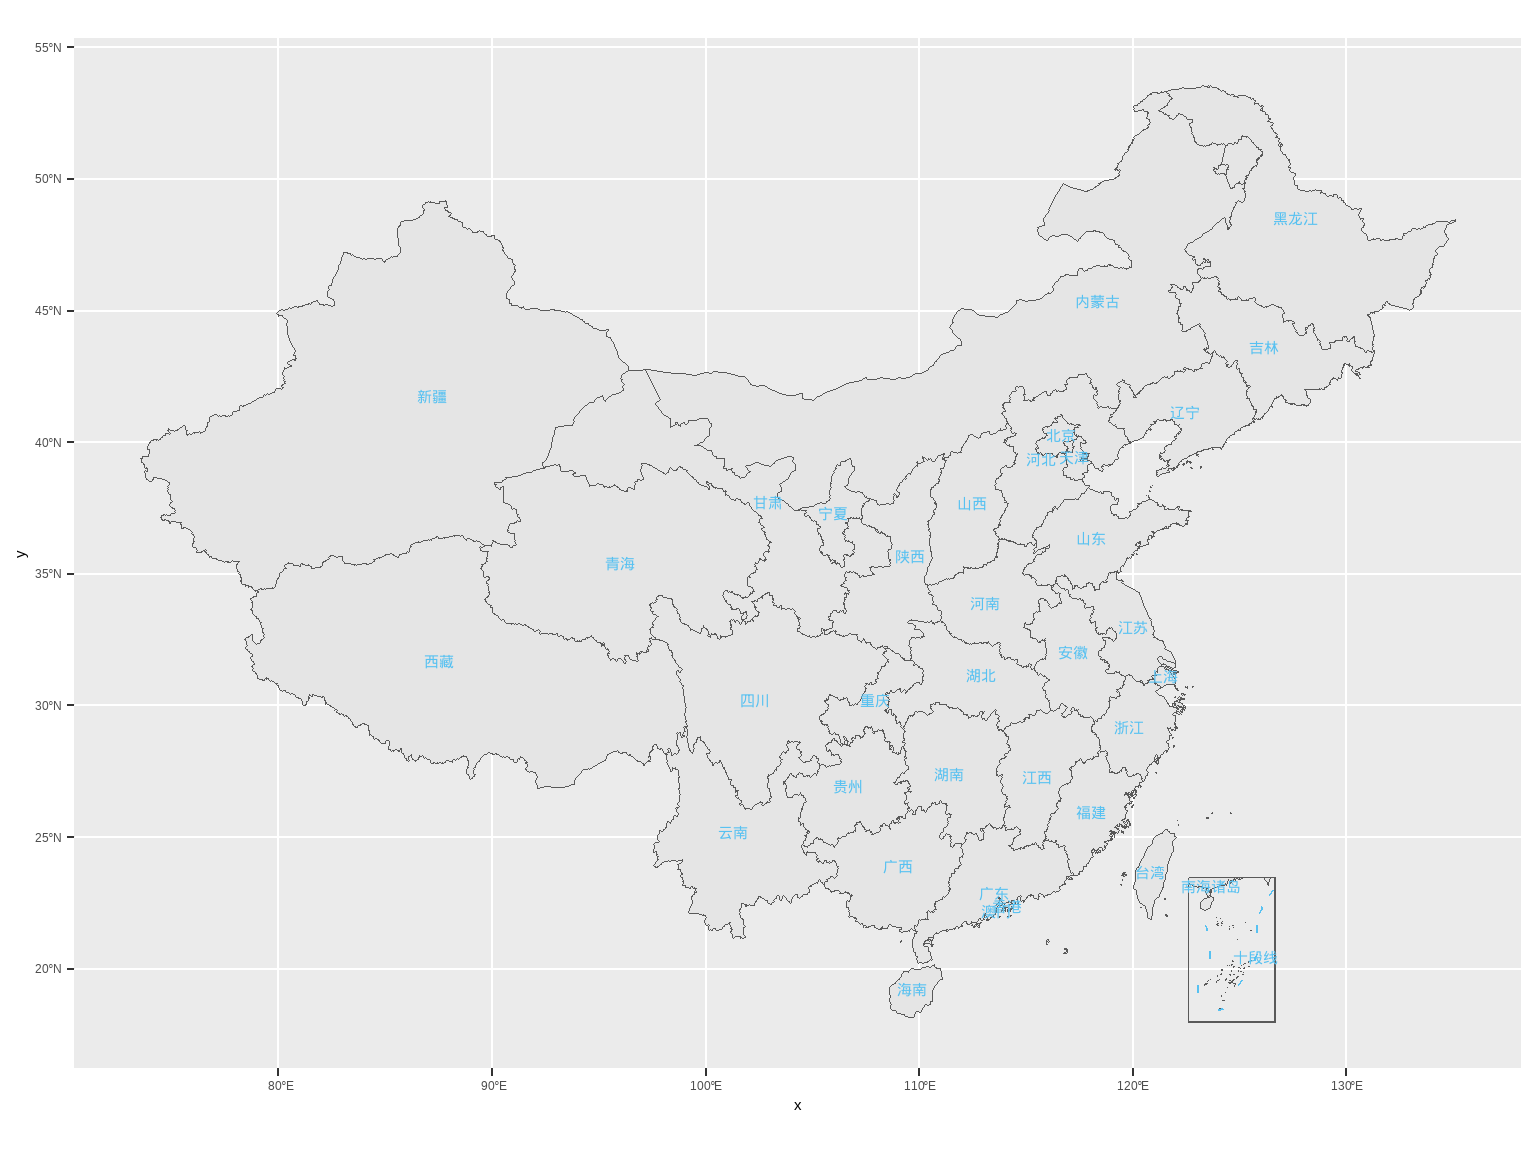 55°N
50°N
45°N
40°N
35°N
30°N
25°N
20°N
y
黑龙江
内蒙古
吉林
新疆
辽宁
北京
河北
天津
甘肃
山西
宁夏
山东
陕西
青海
河南
江苏
安徽
西藏
湖北
上海
四川
重庆
浙江
湖南
江西
贵州
福建
云南
广西
台湾
南海诸岛
广东
香港
澳门
十段线
海南
80°E
90°E
100°E
110°E
120°E
130°E
x